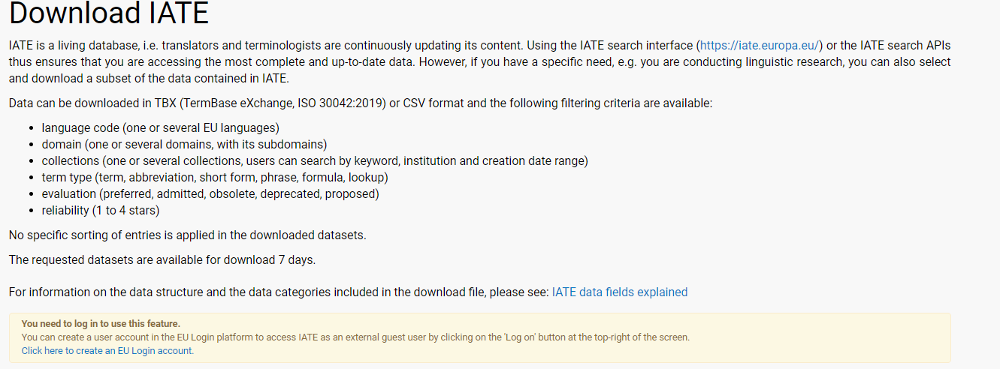 Download IATE
IATE is a living database, i.e. translators and terminologists are continuously updating its content. Using the IATE search interface (https://iate.europa.eu/) or the IATE search APIs
thus ensures that you are accessing the most complete and up-to-date data. However, if you have a specific need, e.g. you are conducting linguistic research, you can also select
and download a subset of the data contained in IATE.
Data can be downloaded in TBX (TermBase eXchange, ISO 30042:2019) or CSV format and the following filtering criteria are available:
• language code (one or several EU languages)
• domain (one or several domains, with its subdomains)
• collections (one or several collections, users can search by keyword, institution and creation date range)
• term type (term, abbreviation, short form, phrase, formula, lookup)
• evaluation (preferred, admitted, obsolete, deprecated, proposed)
• reliability (1 to 4 stars)
No specific sorting of entries is applied in the downloaded datasets.
The requested datasets are available for download 7 days.
For information on the data structure and the data categories included in the download file, please see: IATE data fields explained
You need to log in to use this feature.
You can create a user account in the EU Login platform to access IATE as an external guest user by clicking on the 'Log on' button at the top-right of the screen.
Click here to create an EU Login account.